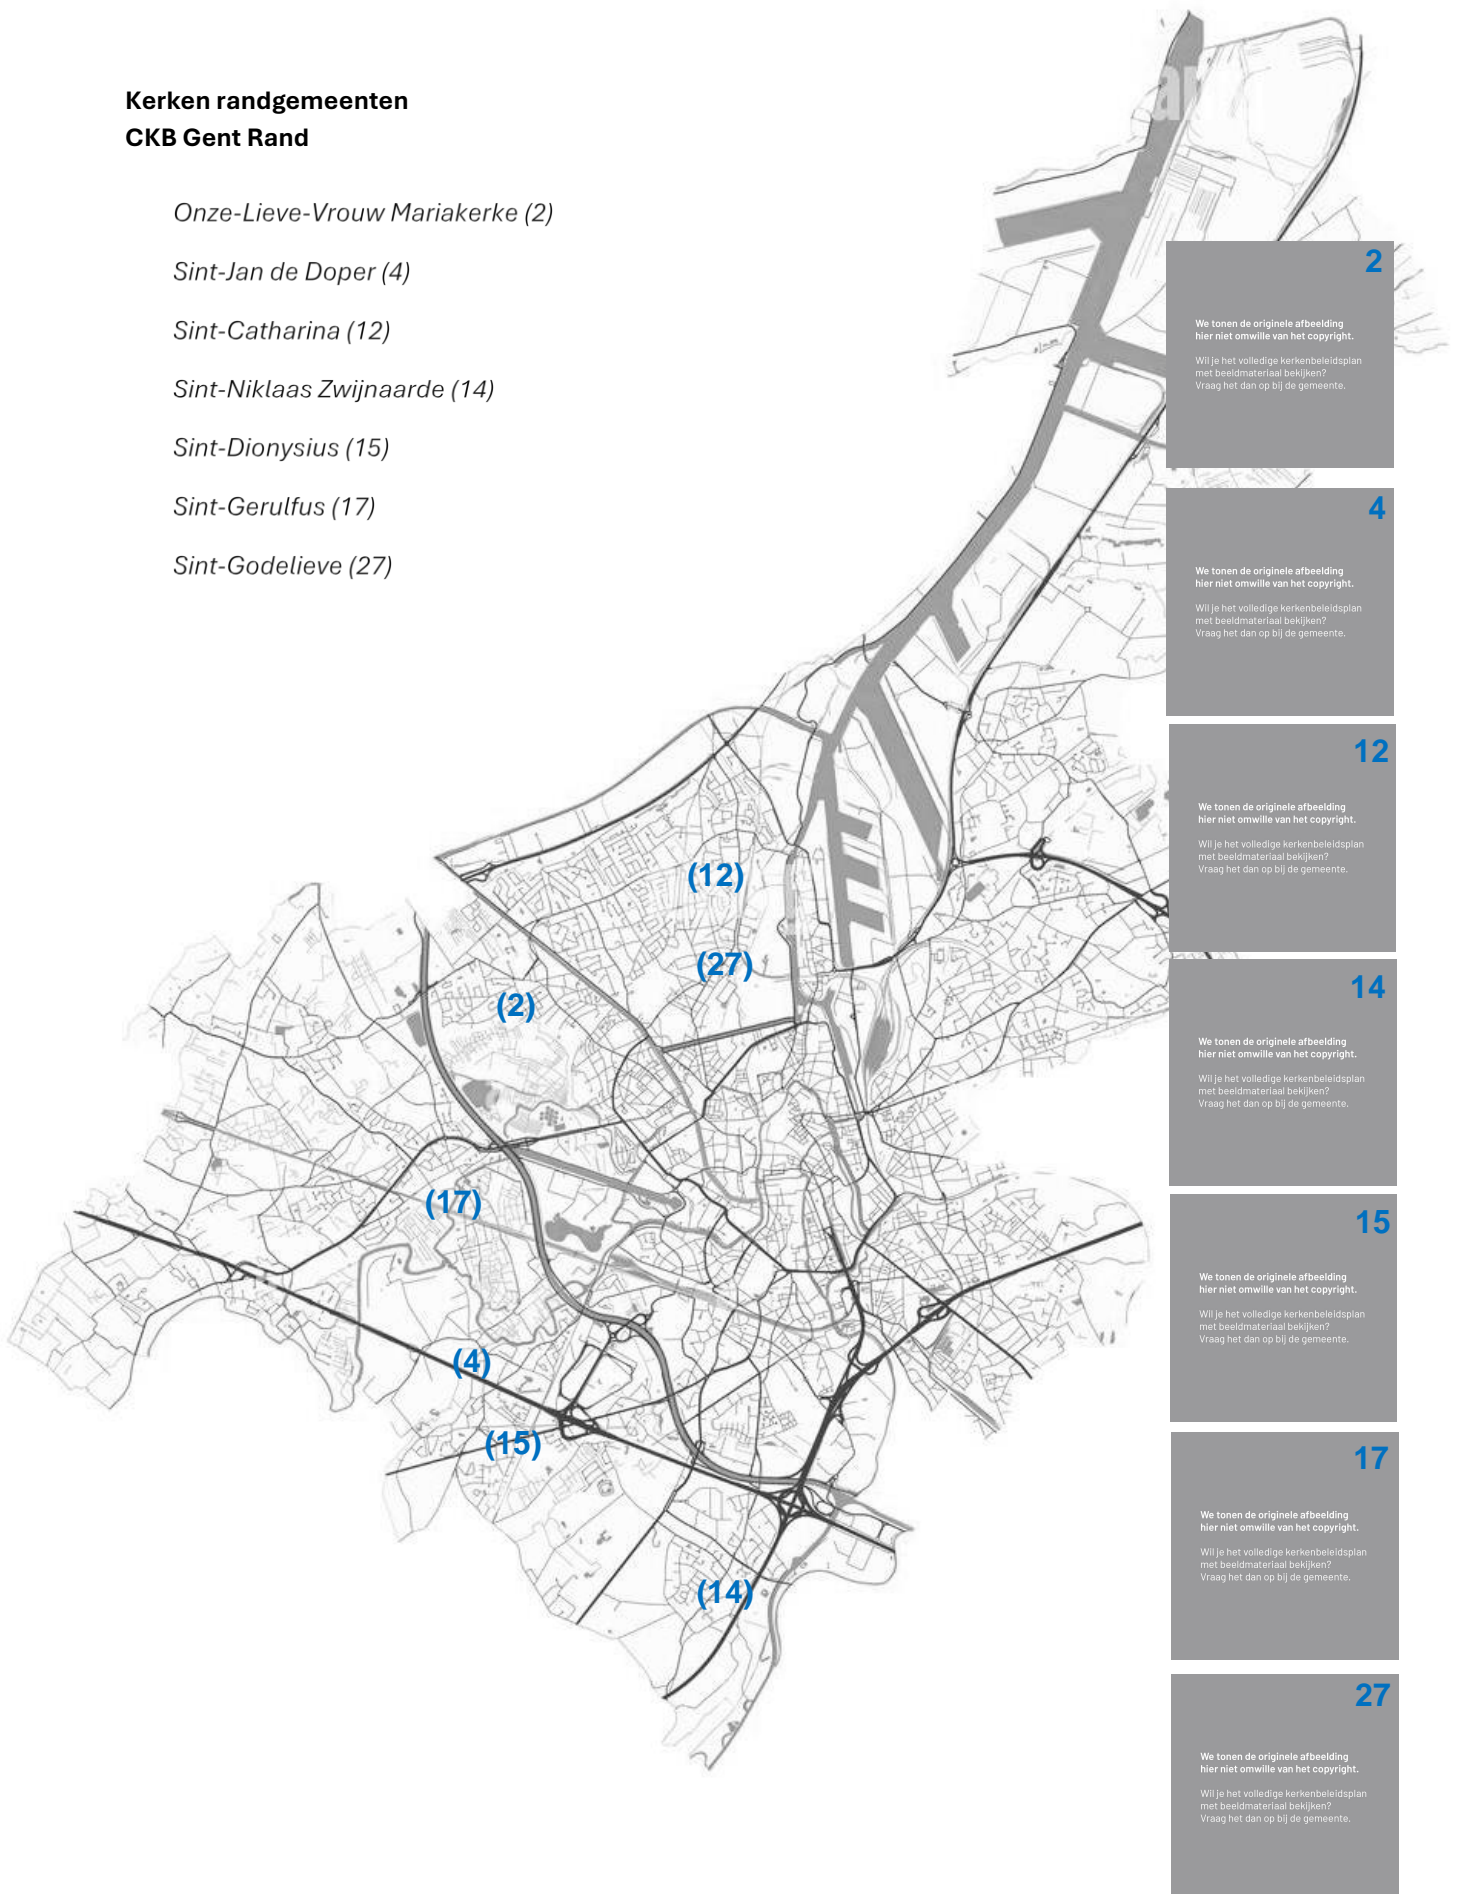 Kerken randgemeenten
CKB Gent Rand
Onze-Lieve-Vrouw Mariakerke (2)
Sint-Jan de Doper (4)
Sint-Catharina (12)
Sint-Niklaas Zwijnaarde (14)
Sint-Dionysius (15)
Sint-Gerulfus (17)
Sint-Godelieve (27)
(12)
(27)
(2)
(17)
(4)
(15)
(14)
2
We tonen de originele afbeelding
hier niet omwille van het copyright.
Wil je het volledige kerkenbeleidsplan
met beeldmateriaal bekijken?
Vraag het dan op bij de gemeente.
4
We tonen de originele afbeelding
hier niet omwille van het copyright.
Wil je het volledige kerkenbeleidsplan
met beeldmateriaal bekijken?
Vraag het dan op bij de gemeente.
12
We tonen de originele afbeelding
hier niet omwille van het copyright.
Wil je het volledige kerkenbeleidsplan
met beeldmateriaal bekijken?
Vraag het dan op bij de gemeente.
14
We tonen de originele afbeelding
hier niet omwille van het copyright.
Wil je het volledige kerkenbeleidsplan
met beeldmateriaal bekijken?
Vraag het dan op bij de gemeente.
15
We tonen de originele afbeelding
hier niet omwille van het copyright.
Wil je het volledige kerkenbeleidsplan
met beeldmateriaal bekijken?
Vraag het dan op bij de gemeente.
17
We tonen de originele afbeelding
hier niet omwille van het copyright.
Wil je het volledige kerkenbeleidsplan
met beeldmateriaal bekijken?
Vraag het dan op bij de gemeente.
27
We tonen de originele afbeelding
hier niet omwille van het copyright.
Wil je het volledige kerkenbeleidsplan
met beeldmateriaal bekijken?
Vraag het dan op bij de gemeente.